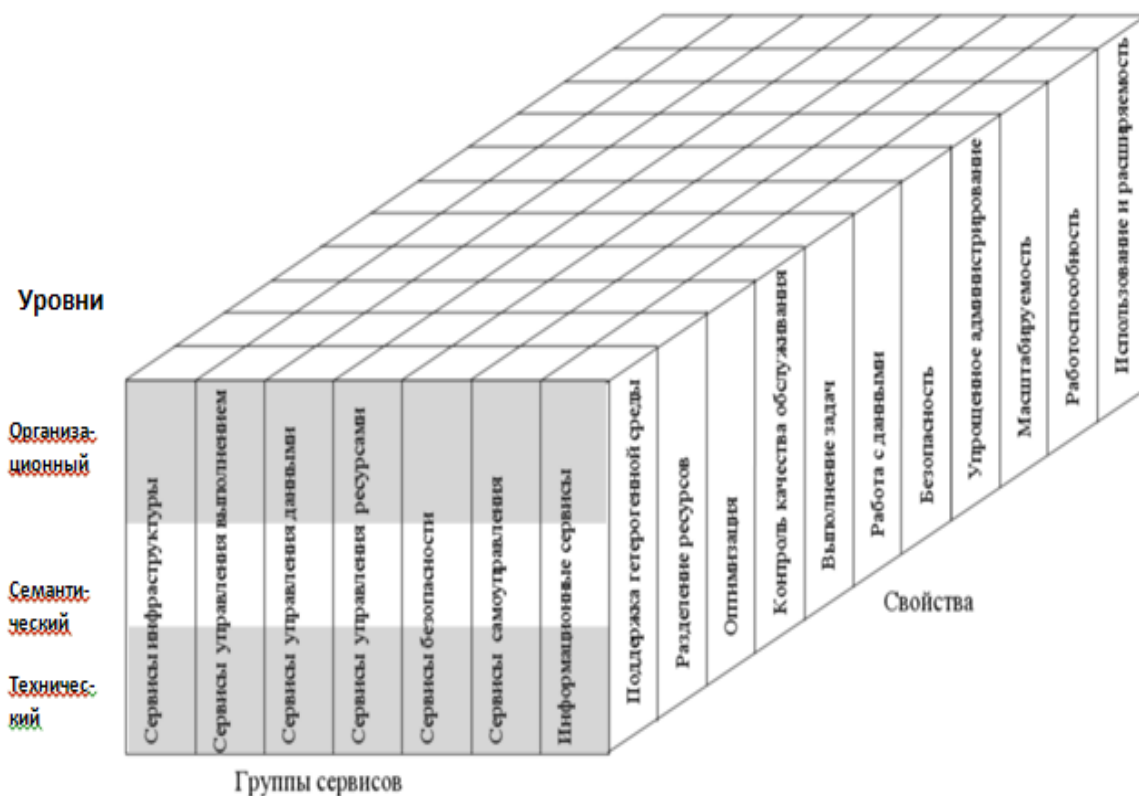 Уровни
Организа-
ционный
Семанти-
ческий
Техничес-
кий
Сервисы инфраструктуры
Сервисы управления выполнением
Сервисы управления данными
Сервисы управления ресурсами
Сервисы безопасности
Сервисы самоуправления
Информационные сервисы
Группы сервисов
Поддержка гетерогенной среды
Разделение ресурсов
Оптимизация
Контроль качества обслуживания
Выполнение задач
Работа с данными
Безопасность
Упрощенное администрирование
Масштабируемость
Работоспособность
Использование и расширяемость
Свойства